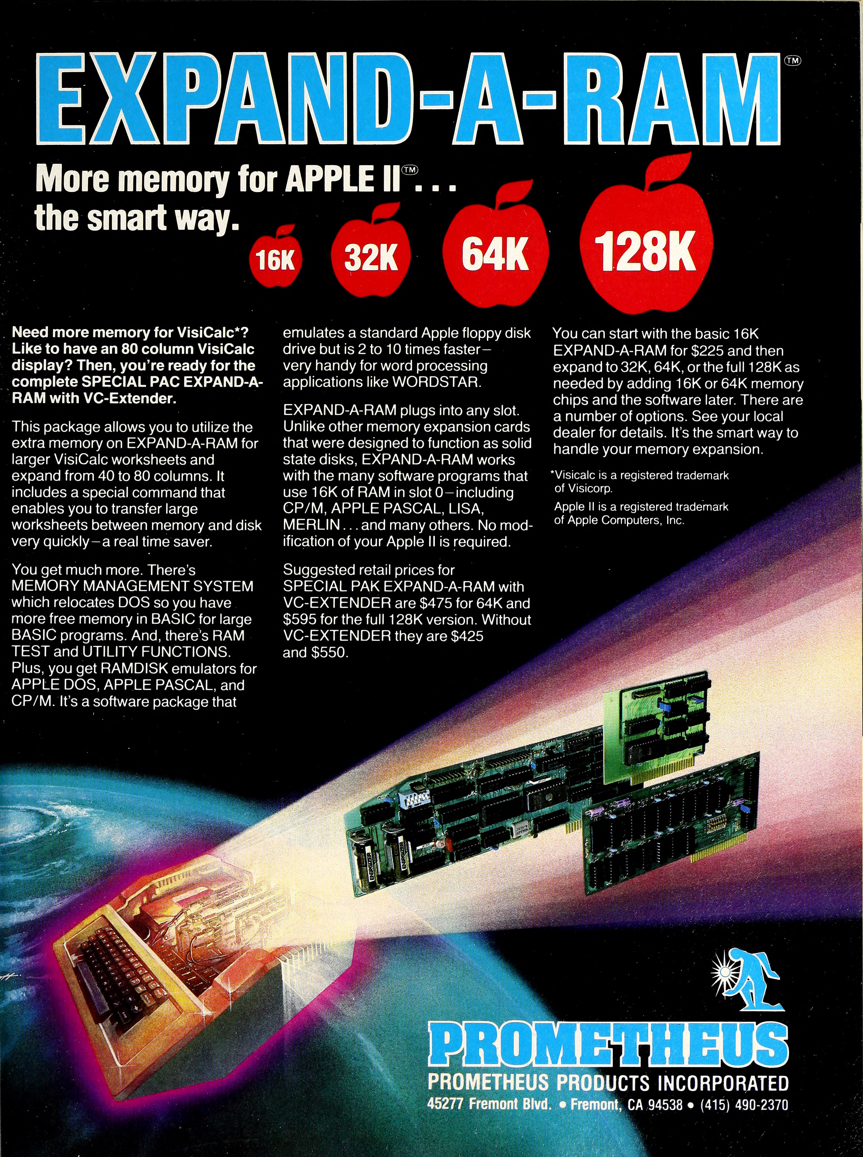 EXPAND-A-RAM™
More memory for APPLE II™...
the smart way.
16K
32K
64K
128K
Need more memory for VisiCalc*?
Like to have an 80 column VisiCalc
display? Then, you're ready for the
complete SPECIAL PAC EXPAND-A-
RAM with VC-Extender.
This package allows you to utilize the
extra memory on EXPAND-A-RAM for
larger VisiCalc worksheets and
expand from 40 to 80 columns. It
includes a special command that
enables you to transfer large
worksheets between memory and disk
very quickly–a real time saver.
You get much more. There's
MEMORY MANAGEMENT SYSTEM
which relocates DOS so you have
more free memory in BASIC for large
BASIC programs. And, there's RAM
TEST and UTILITY FUNCTIONS.
Plus, you get RAMDISK emulators for
APPLE DOS, APPLE PASCAL, and
CP/M. It's a software package that
emulates a standard Apple floppy disk
drive but is 2 to 10 times faster–
very handy for word processing
applications like WORDSTAR.
EXPAND-A-RAM plugs into any slot.
Unlike other memory expansion cards
that were designed to function as solid
state disks, EXPAND-A-RAM works
with the many software programs that
use 16K of RAM in slot 0–including
CP/M, APPLE PASCAL, LISA,
MERLIN...and many others. No mod-
ification of your Apple II is required.
Suggested retail prices for
SPECIAL PAK EXPAND-A-RAM with
VC-EXTENDER are $475 for 64K and
$595 for the full 128K version. Without
VC-EXTENDER they are $425
and $550.
You can start with the basic 16K
EXPAND-A-RAM for $225 and then
expand to 32K, 64K, or the full 128K as
needed by adding 16K or 64K memory
chips and the software later. There are
a number of options. See your local
dealer for details. It's the smart way to
handle your memory expansion.
*Visicalc is a registered trademark
of Visicorp.
Apple II is a registered trademark
of Apple Computers, Inc.
PROMETHEUS
PROMETHEUS PRODUCTS INCORPORATED
45277 Fremont Blvd. • Fremont, CA 94538 • (415) 490-2370